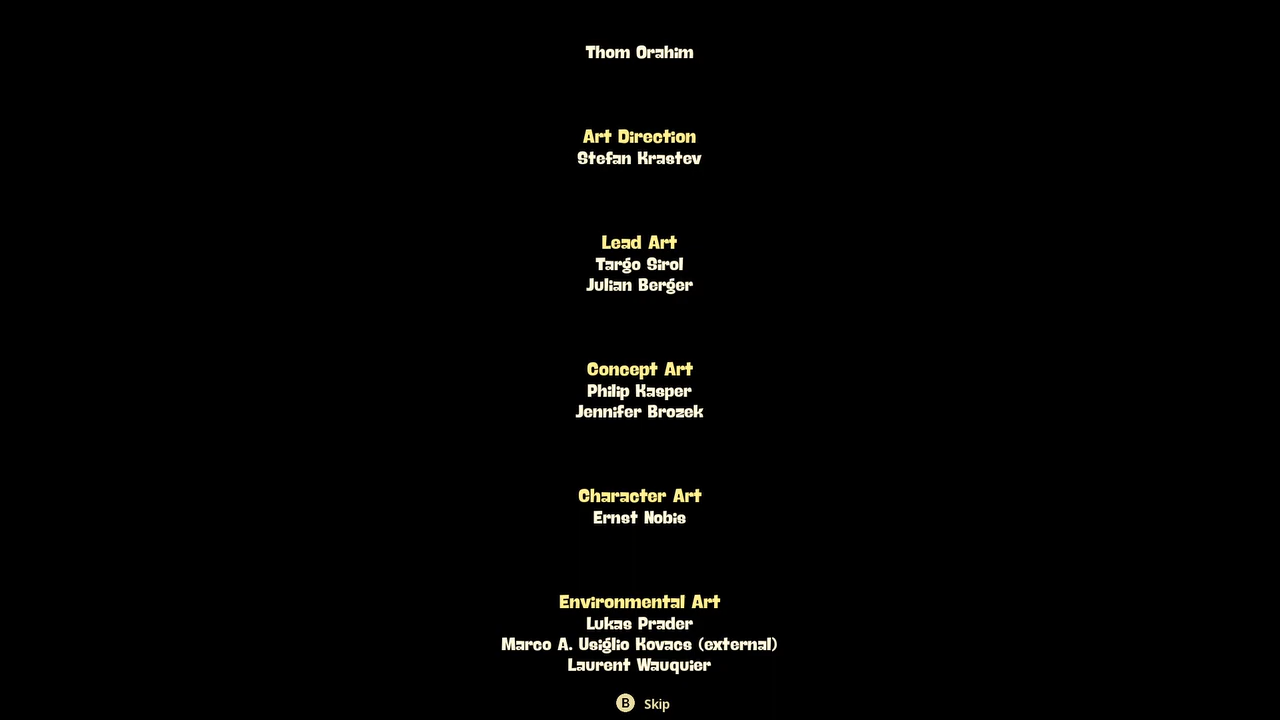 Thom Orahim
Art Direction
Stefan Krastev
Lead Art
Targo Sirol
Julian Berger
Concept Art
Philip Kasper
Jennifer Brozek
Character Art
Ernst Nobis
Environmental Art
Lukas Prader
Marco A. Usiglio Kovacs (external)
Laurent Wauquier
B Skip